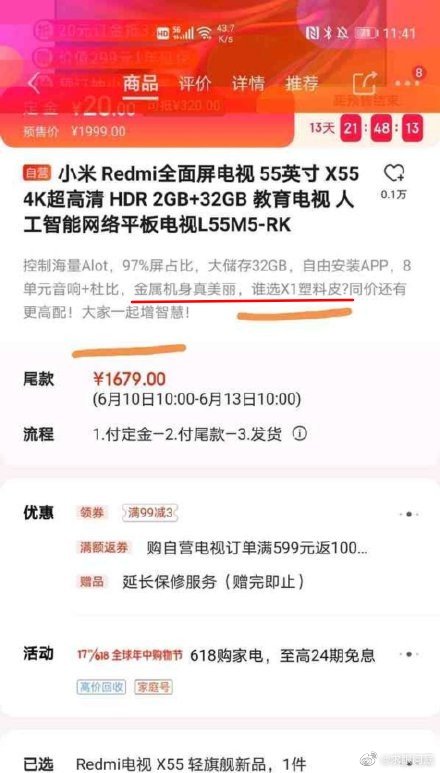 HD 5G 43.7 K/s 11:41
商品 评价 详情 推荐 8
定金 ¥20.00 可抵¥320.00
距预售结束
预售价 ¥1999.00
13天 21:48:13
自营 小米 Redmi全面屏电视 55英寸 X55
4K超高清 HDR 2GB+32GB 教育电视 人
工智能网络平板电视L55M5-RK
0.1万
控制海量AIot，97%屏占比，大储存32GB，自由安装APP，8
单元音响+杜比，金属机身真美丽，谁选X1塑料皮?同价还有
更高配！大家一起增智慧！
尾款 ¥1679.00
(6月10日10:00-6月13日10:00)
流程 1.付定金—2.付尾款—3.发货
优惠 领券 满99减3
满额返券 购自营电视订单满599元返100...
赠品 延长保修服务（赠完即止）
活动 618 全球年中购物节 618购家电，至高24期免息
高价回收 家庭号
已选 Redmi电视 X55 轻旗舰新品，1件